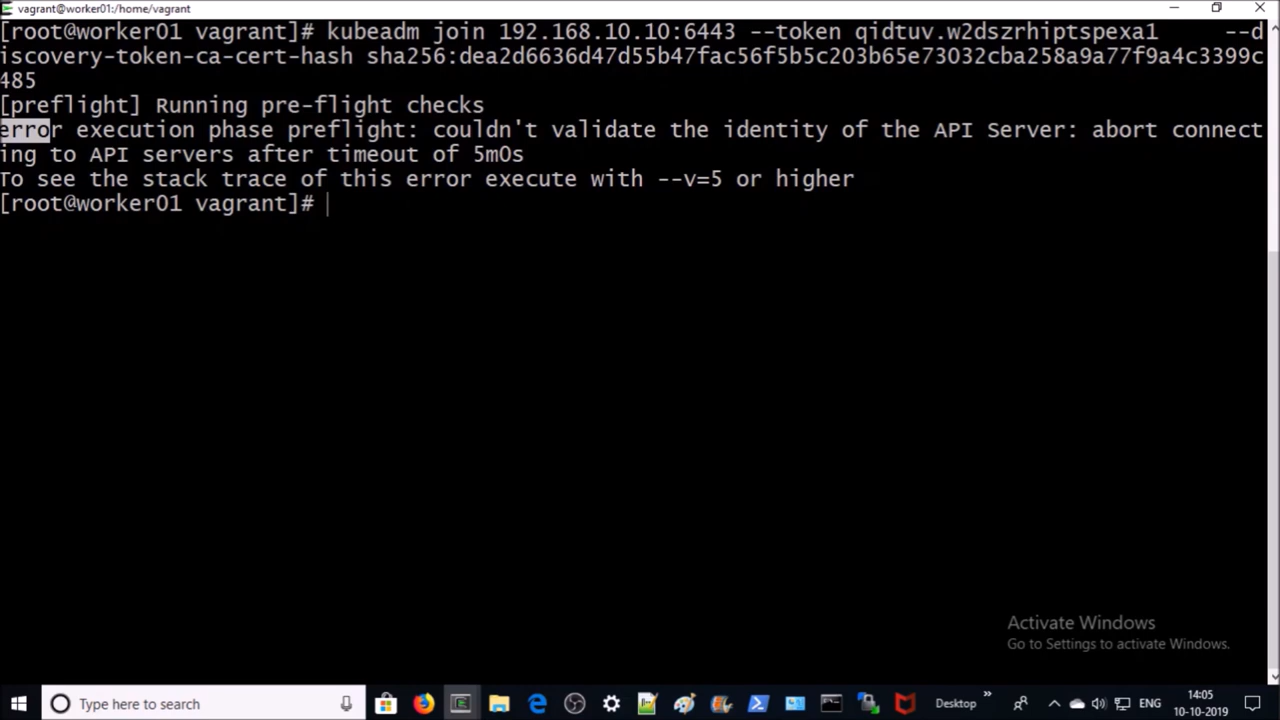 vagrant@worker01:/home/vagrant
[root@worker01 vagrant]# kubeadm join 192.168.10.10:6443 --token qidtuv.w2dszrhiptspexa1     --d
iscovery-token-ca-cert-hash sha256:dea2d6636d47d55b47fac56f5b5c203b65e73032cba258a9a77f9a4c3399c
485
[preflight] Running pre-flight checks
error execution phase preflight: couldn't validate the identity of the API Server: abort connect
ing to API servers after timeout of 5m0s
To see the stack trace of this error execute with --v=5 or higher
[root@worker01 vagrant]#
Activate Windows
Go to Settings to activate Windows.
Type here to search
Desktop
ENG
14:05
10-10-2019